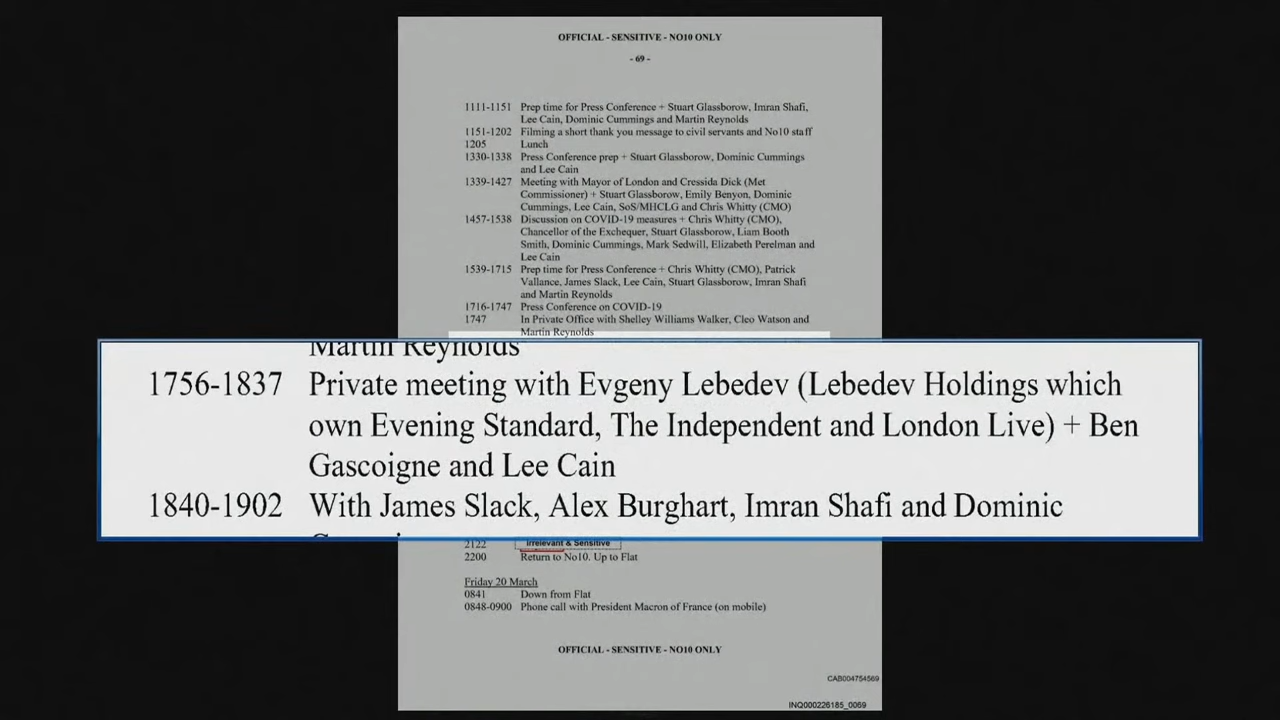 OFFICIAL - SENSITIVE - NO10 ONLY
- 69 -
1111-1151 Prep time for Press Conference + Stuart Glassborow, Imran Shafi,
Lee Cain, Dominic Cummings and Martin Reynolds
1151-1202 Filming a short thank you message to civil servants and No10 staff
1205 Lunch
1330-1338 Press Conference prep + Stuart Glassborow, Dominic Cummings
and Lee Cain
1339-1427 Meeting with Mayor of London and Cressida Dick (Met
Commissioner) + Stuart Glassborow, Emily Benyon, Dominic
Cummings, Lee Cain, SoS/MHCLG and Chris Whitty (CMO)
1457-1538 Discussion on COVID-19 measures + Chris Whitty (CMO),
Chancellor of the Exchequer, Stuart Glassborow, Liam Booth
Smith, Dominic Cummings, Mark Sedwill, Elizabeth Perelman and
Lee Cain
1539-1715 Prep time for Press Conference + Chris Whitty (CMO), Patrick
Vallance, James Slack, Lee Cain, Stuart Glassborow, Imran Shafi
and Martin Reynolds
1716-1747 Press Conference on COVID-19
1747 In Private Office with Shelley Williams Walker, Cleo Watson and
Martin Reynolds
Martin Reynolds
1756-1837 Private meeting with Evgeny Lebedev (Lebedev Holdings which
own Evening Standard, The Independent and London Live) + Ben
Gascoigne and Lee Cain
1840-1902 With James Slack, Alex Burghart, Imran Shafi and Dominic
2122 Irrelevant & Sensitive
2200 Return to No10. Up to Flat
Friday 20 March
0841 Down from Flat
0848-0900 Phone call with President Macron of France (on mobile)
OFFICIAL - SENSITIVE - NO10 ONLY
CAB004754569
INQ000226185_0069